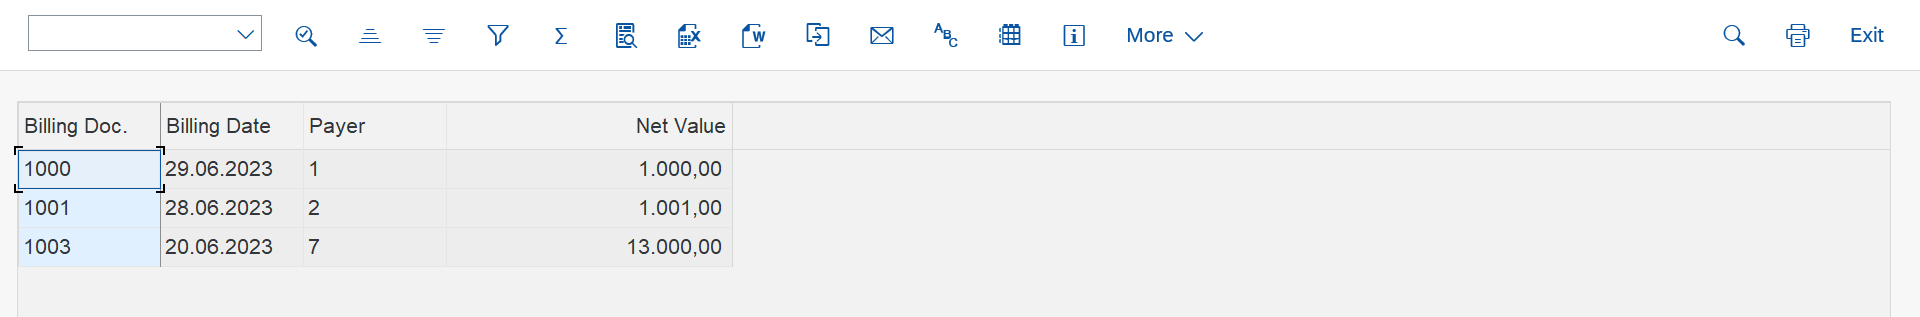 More Exit
Billing Doc. Billing Date Payer Net Value
1000 29.06.2023 1 1.000,00
1001 28.06.2023 2 1.001,00
1003 20.06.2023 7 13.000,00